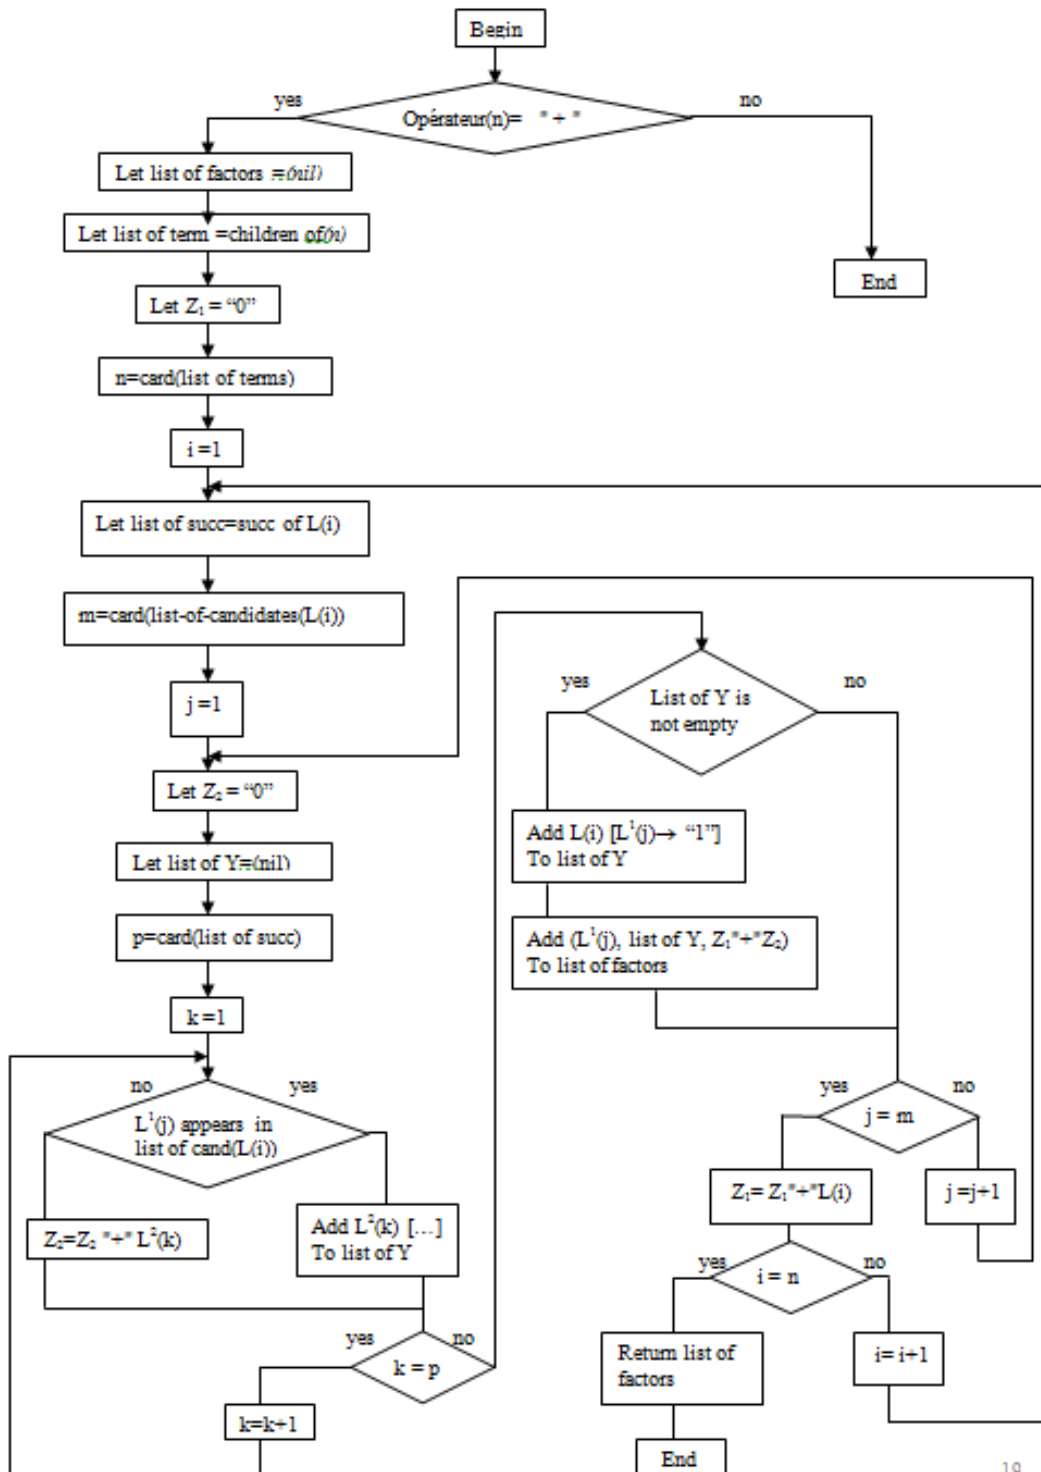 Begin
yes
no
Opérateur(n)= " + "
Let list of factors =(nil)
Let list of term =children of(n)
End
Let Z₁ = “0”
n=card(list of terms)
i =1
Let list of succ=succ of L(i)
m=card(list-of-candidates(L(i))
j =1
yes
no
List of Y is
not empty
Let Z₂ = “0”
Add L(i) [L¹(j)→ “1”]
To list of Y
Let list of Y=(nil)
p=card(list of succ)
Add (L¹(j), list of Y, Z₁"+"Z₂)
To list of factors
k =1
no
yes
L¹(j) appears in
list of cand(L(i))
yes
no
j = m
Z₁= Z₁"+"L(i)
j =j+1
Z₂=Z₂ "+" L²(k)
Add L²(k) […]
To list of Y
yes
no
i = n
yes
no
k = p
Return list of
factors
i= i+1
k=k+1
End
19